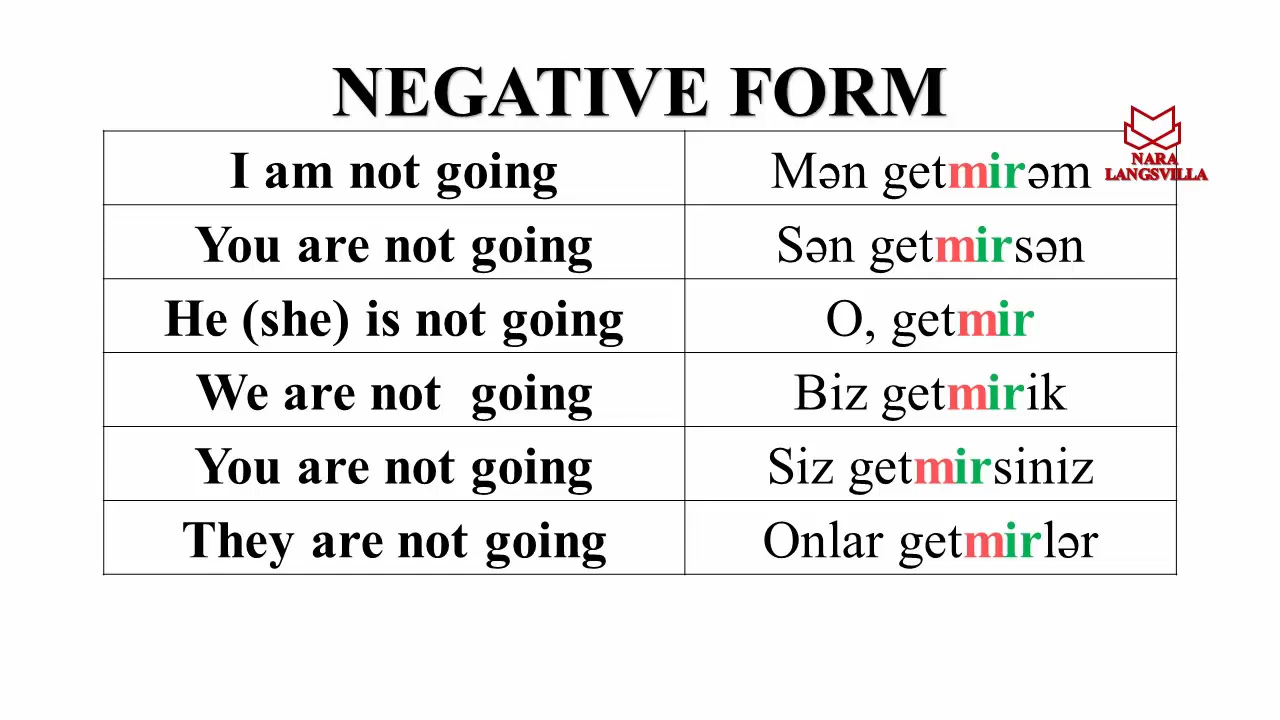 NEGATIVE FORM
I am not going Mən getmirəm
NARA
LANGSVILLA
You are not going Sən getmirsən
He (she) is not going O, getmir
We are not going Biz getmirik
You are not going Siz getmirsiniz
They are not going Onlar getmirlər